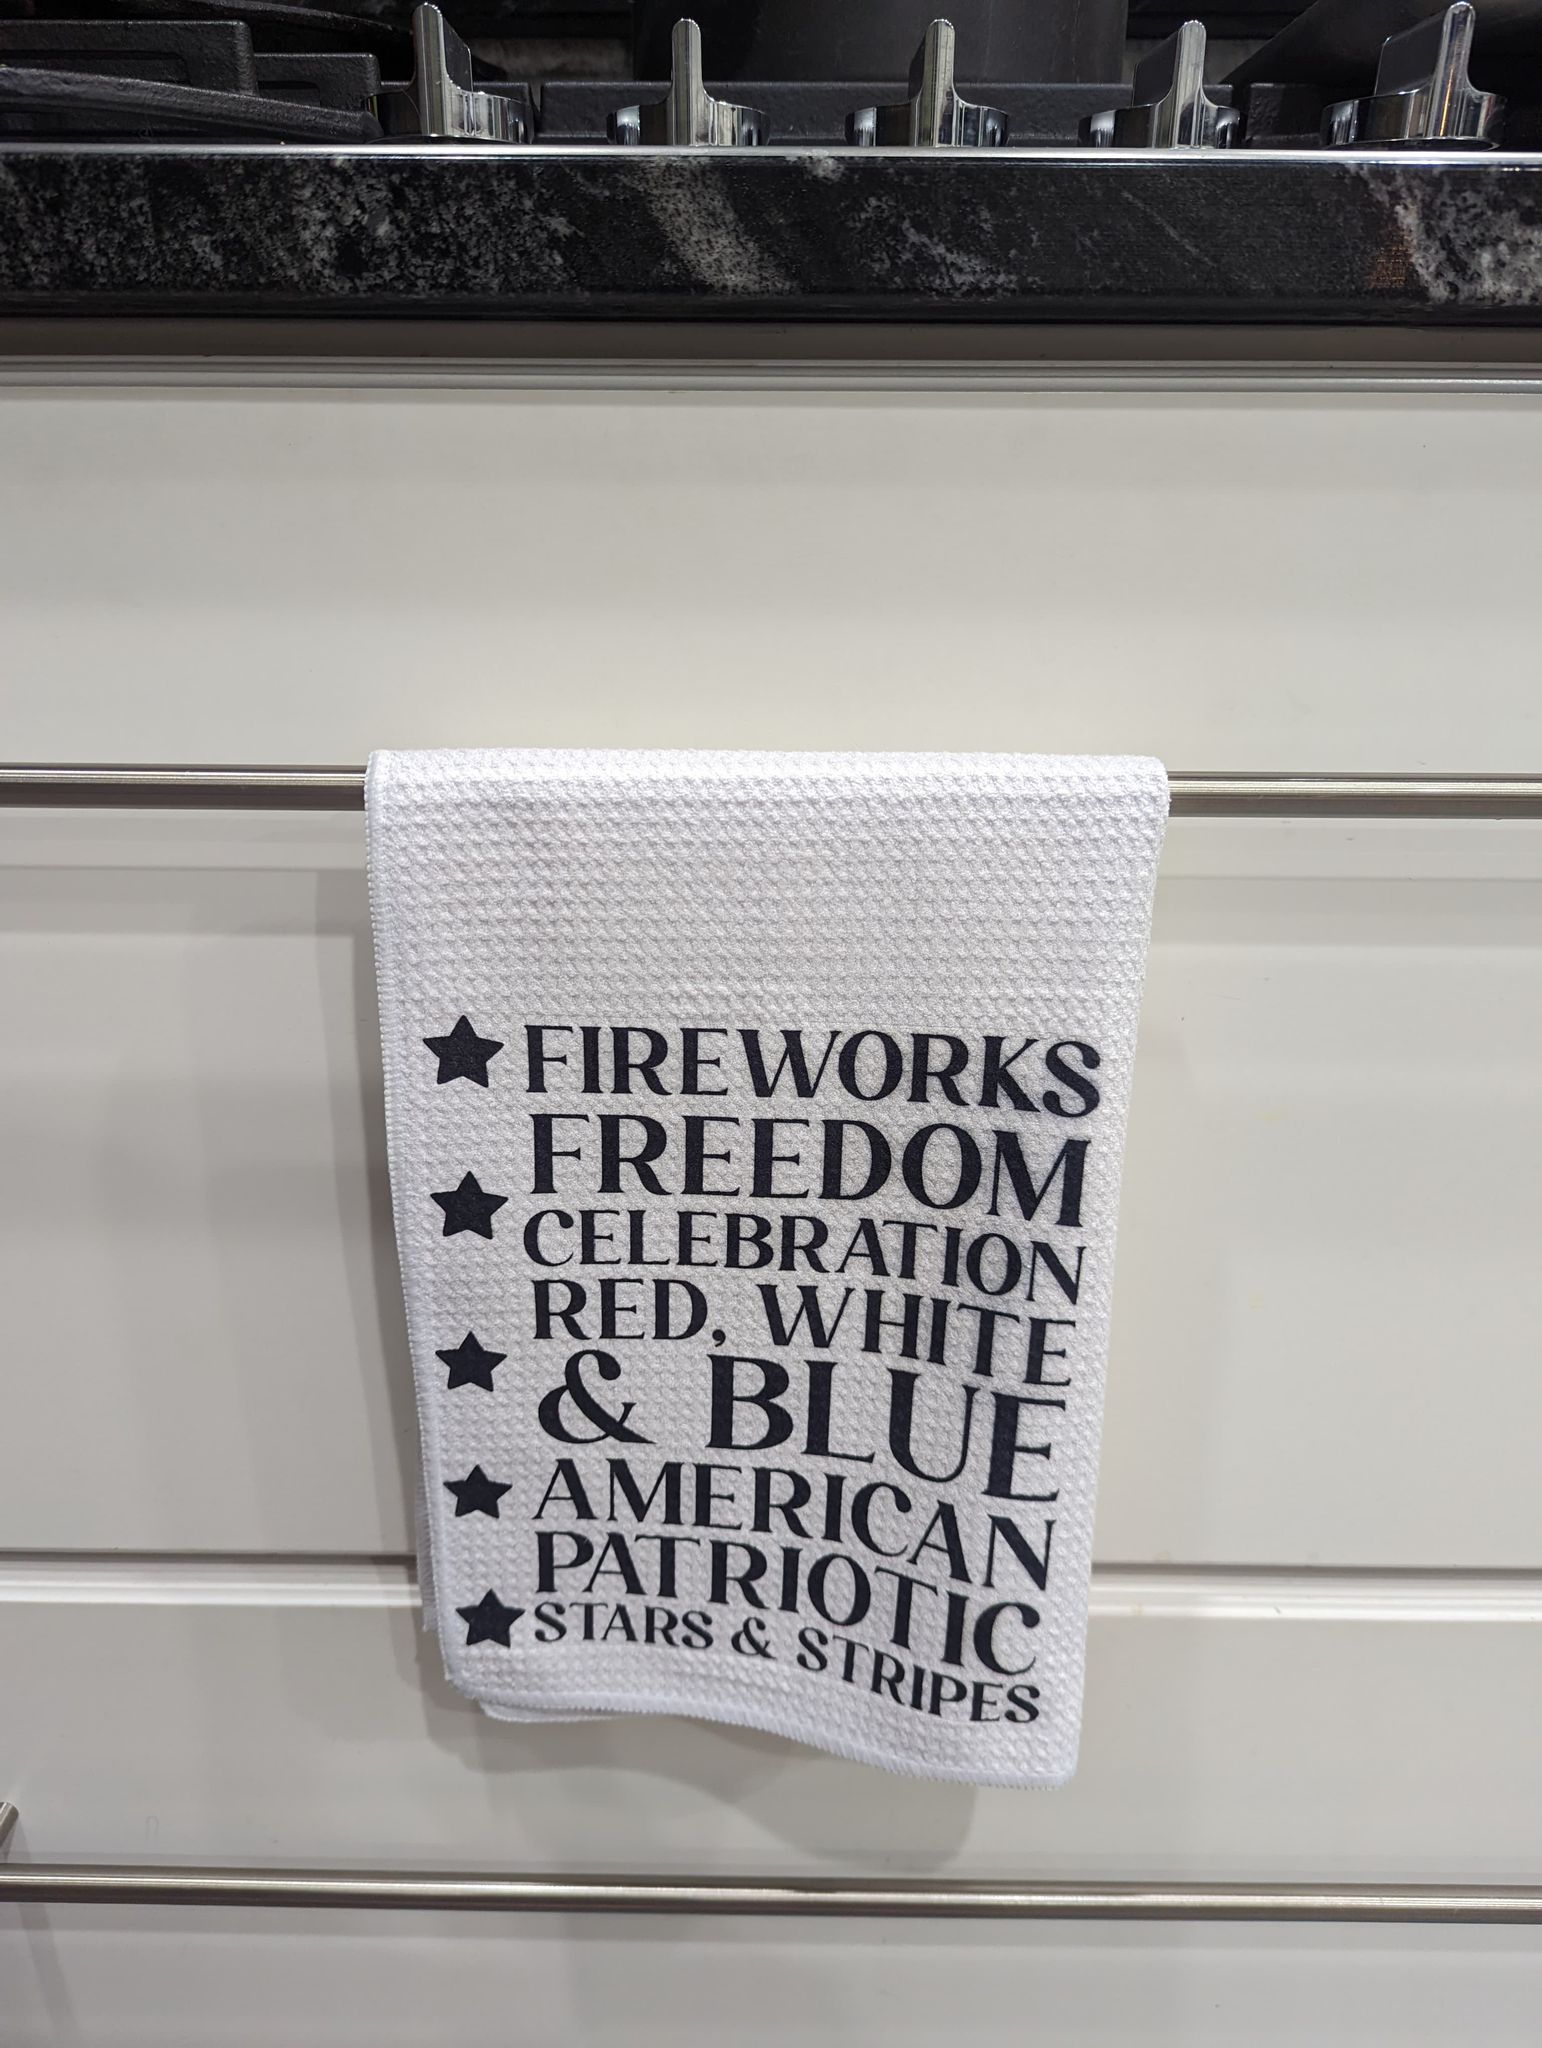 FIREWORKS
FREEDOM
CELEBRATION
RED, WHITE
& BLUE
AMERICAN
PATRIOTIC
STARS & STRIPES